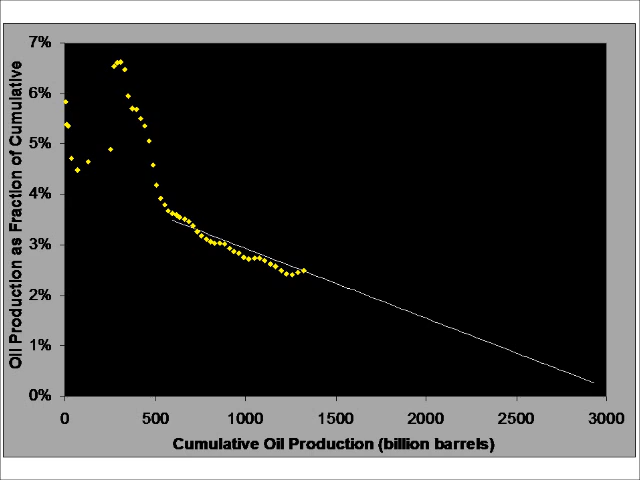 7%
6%
5%
4%
3%
2%
1%
0%
Oil Production as Fraction of Cumulative
0 500 1000 1500 2000 2500 3000
Cumulative Oil Production (billion barrels)